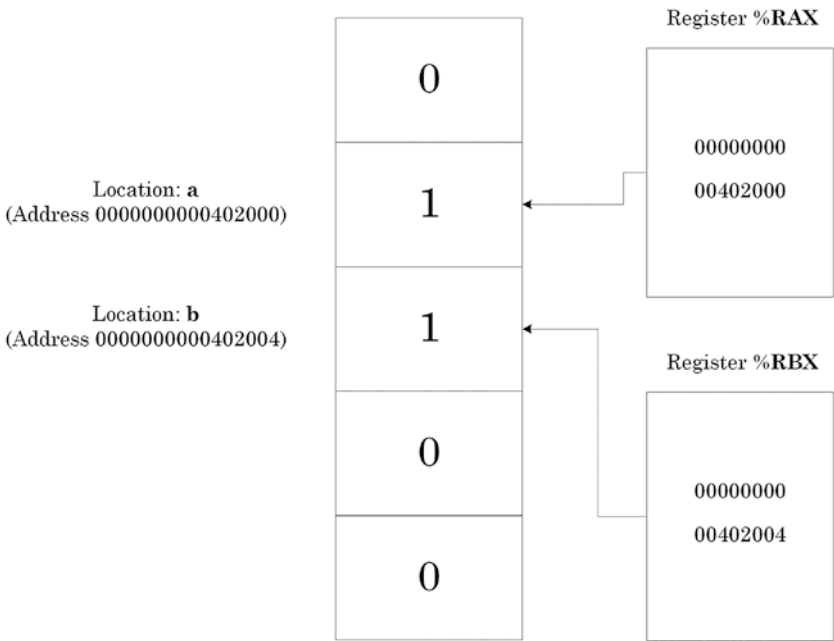 Register %RAX
0
00000000
00402000
Location: a
(Address 0000000000402000)
1
Location: b
(Address 0000000000402004)
1
Register %RBX
0
00000000
00402004
0